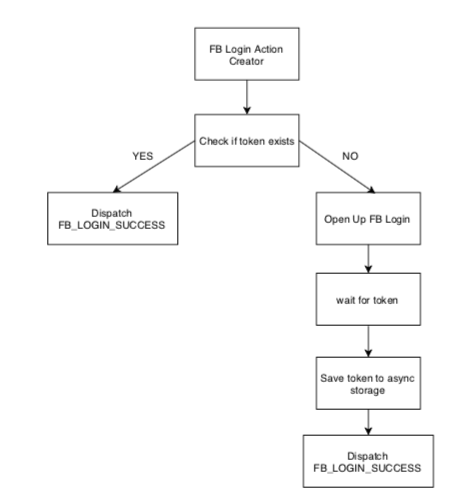 FB Login Action
Creator
Check if token exists
YES
NO
Dispatch
FB_LOGIN_SUCCESS
Open Up FB Login
wait for token
Save token to async
storage
Dispatch
FB_LOGIN_SUCCESS